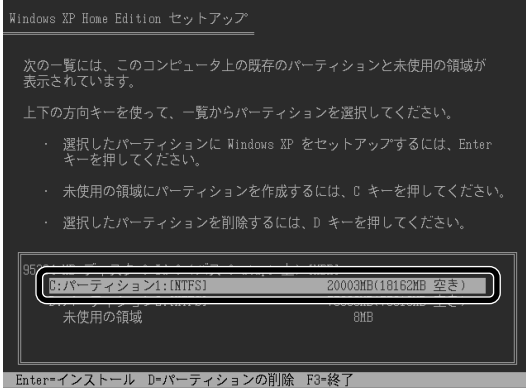 Windows XP Home Edition セットアップ
次の一覧には、このコンピュータ上の既存のパーティションと未使用の領域が
表示されています。
上下の方向キーを使って、一覧からパーティションを選択してください。
・ 選択したパーティションに Windows XP をセットアップするには、Enter
キーを押してください。
・ 未使用の領域にパーティションを作成するには、C キーを押してください。
・ 選択したパーティションを削除するには、D キーを押してください。
C:パーティション1:[NTFS] 20003MB(18162MB 空き)
未使用の領域 8MB
Enter=インストール D=パーティションの削除 F3=終了